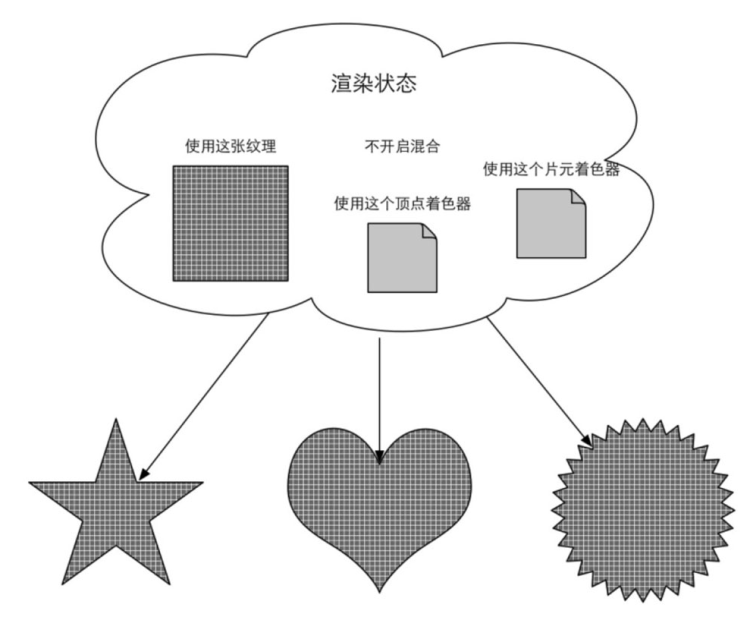 渲染状态
使用这张纹理
不开启混合
使用这个片元着色器
使用这个顶点着色器